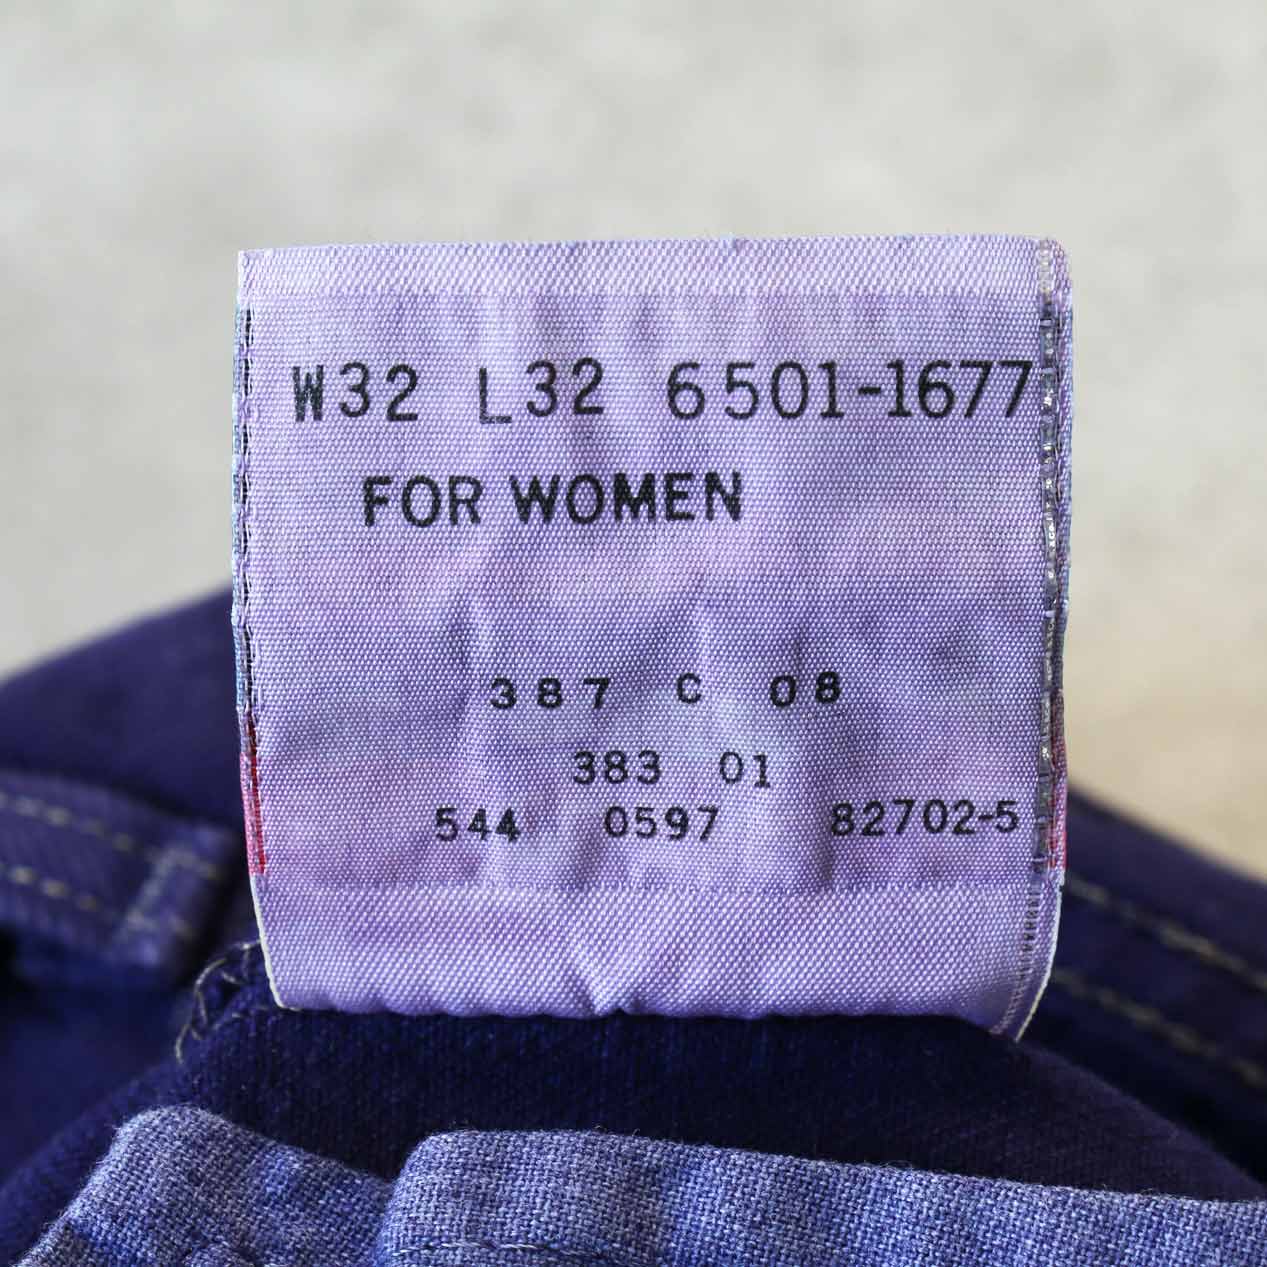 W32 L32 6501-1677
FOR WOMEN
387 C 08
383 01
544 0597 82702-5